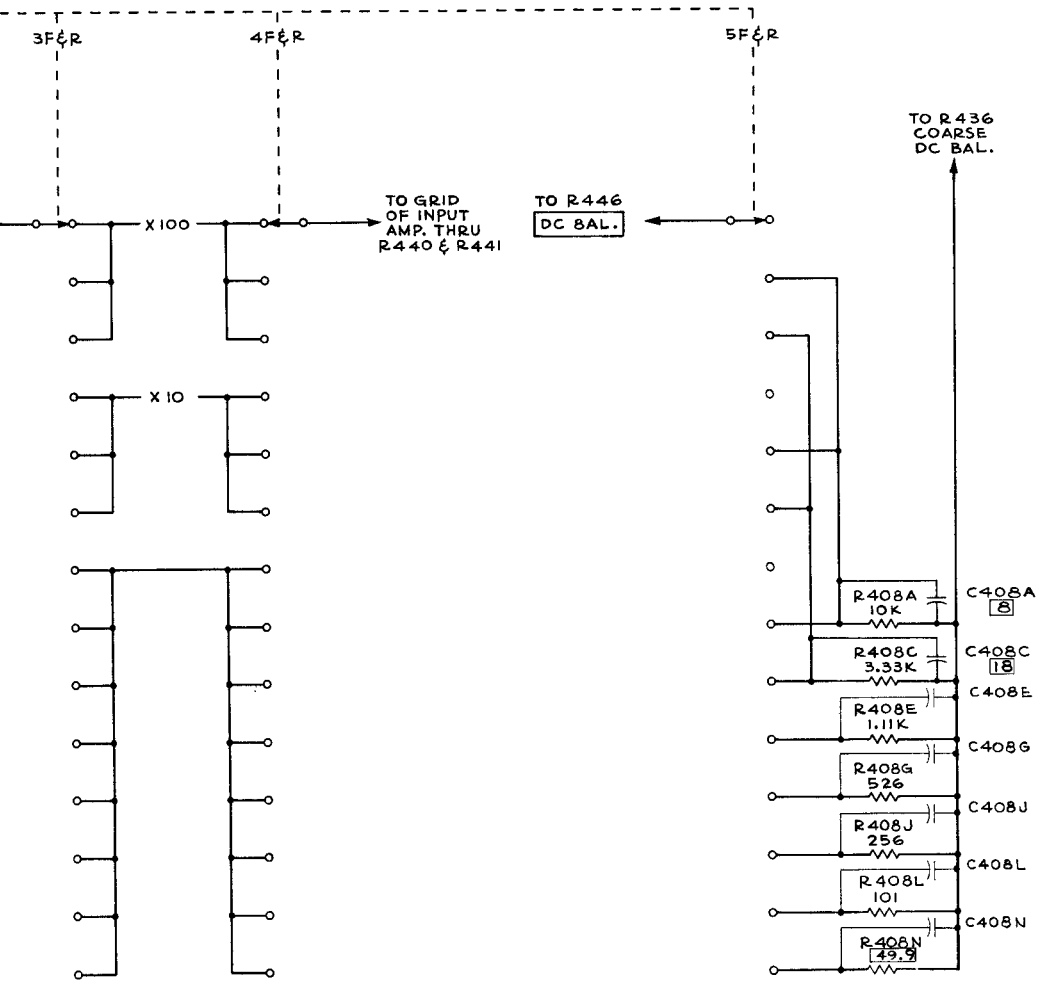 3F&R
4F&R
5F&R
TO R436
COARSE
DC BAL.
X100
TO GRID
OF INPUT
AMP. THRU
R440 & R441
TO R446
DC BAL.
X10
R408A
10K
C408A
8
R408C
3.33K
C408C
18
R408E
1.11K
C408E
R408G
526
C408G
R408J
256
C408J
R408L
101
C408L
R408N
49.9
C408N